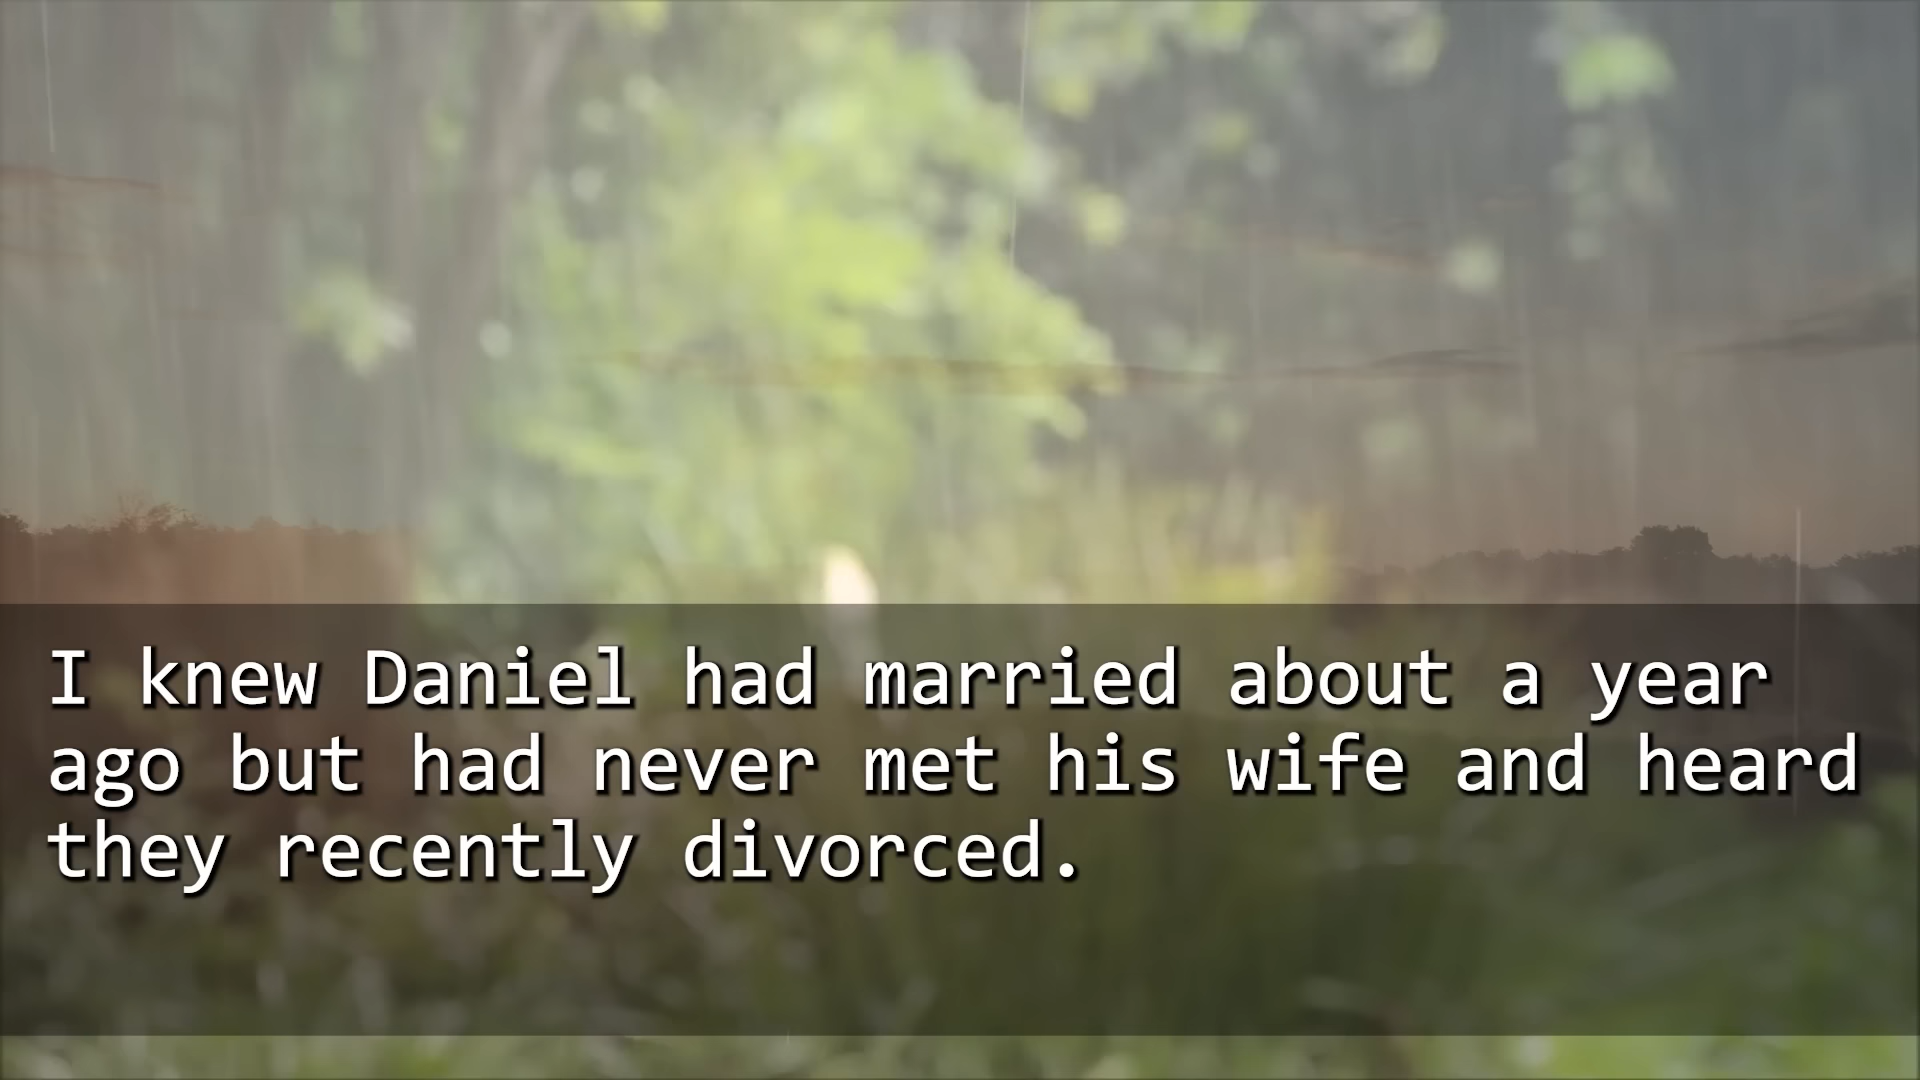 I knew Daniel had married about a year
ago but had never met his wife and heard
they recently divorced.